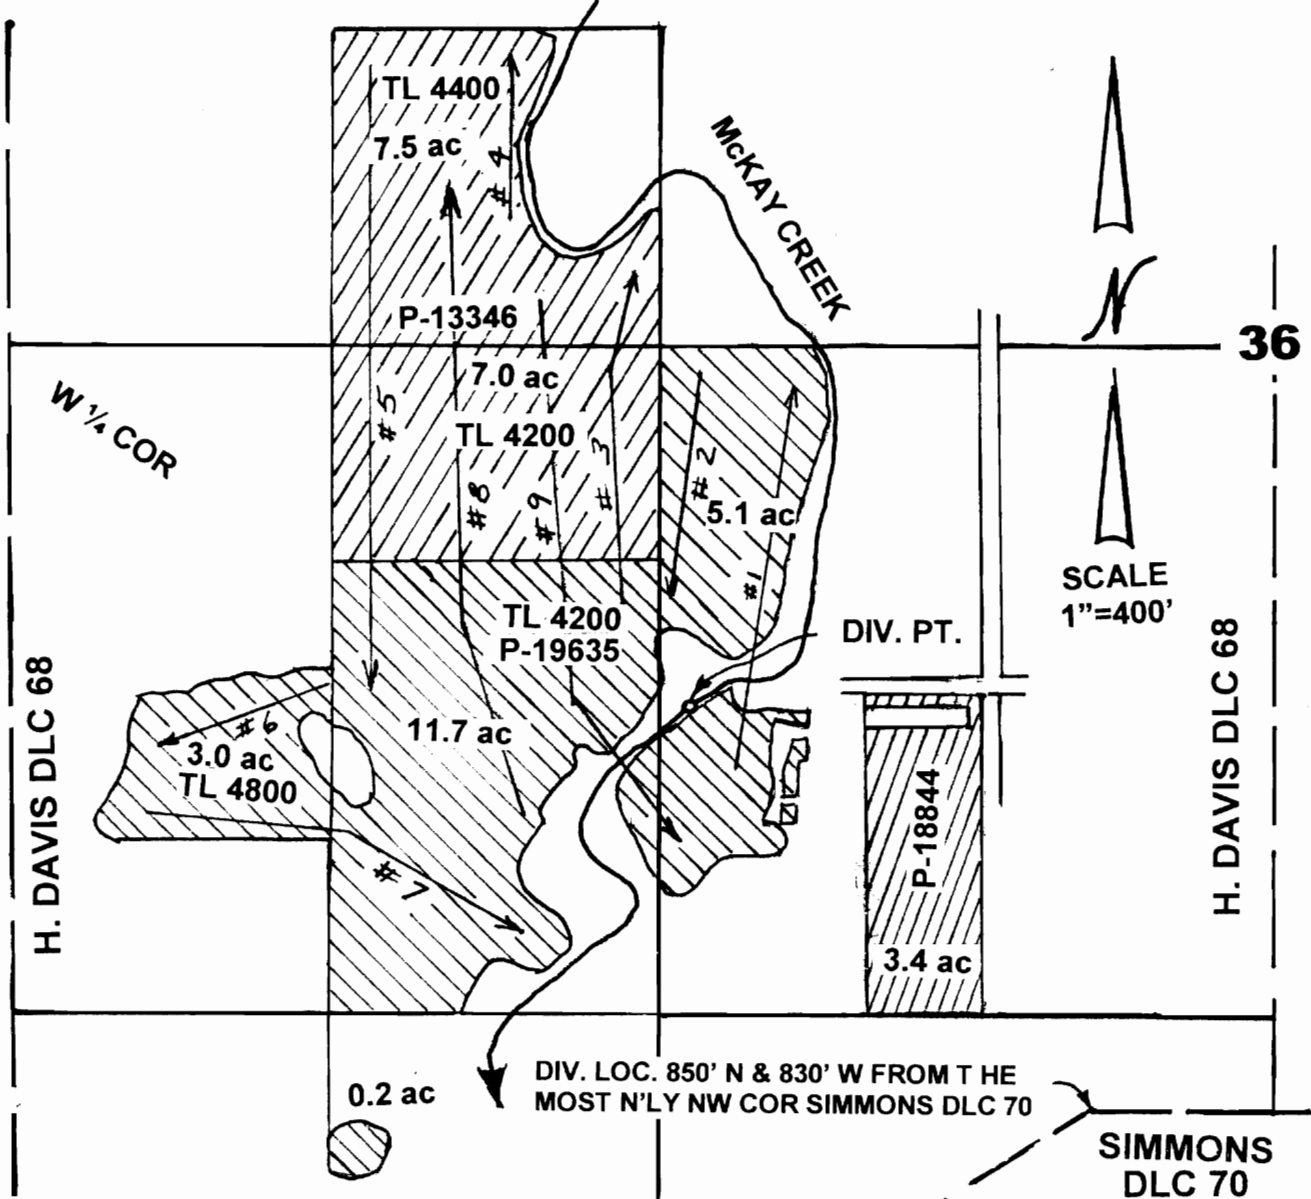 TL 4400
7.5 ac
# 4
McKAY CREEK
N
P-13346
36
7.0 ac
W 1/4 COR
# 5
TL 4200
# 8
# 9
# 3
# 2
5.1 ac
# 1
SCALE
1"=400'
TL 4200
P-19635
DIV. PT.
H. DAVIS DLC 68
H. DAVIS DLC 68
# 6
3.0 ac
TL 4800
11.7 ac
P-18844
# 7
3.4 ac
DIV. LOC. 850' N & 830' W FROM T HE
MOST N'LY NW COR SIMMONS DLC 70
0.2 ac
SIMMONS
DLC 70